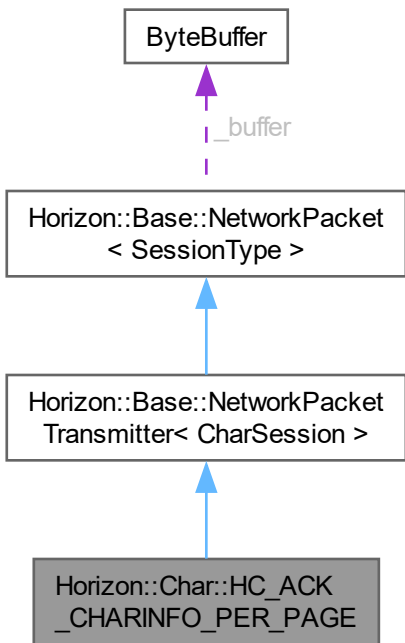 ByteBuffer
_buffer
Horizon::Base::NetworkPacket
< SessionType >
Horizon::Base::NetworkPacket
Transmitter< CharSession >
Horizon::Char::HC_ACK
_CHARINFO_PER_PAGE